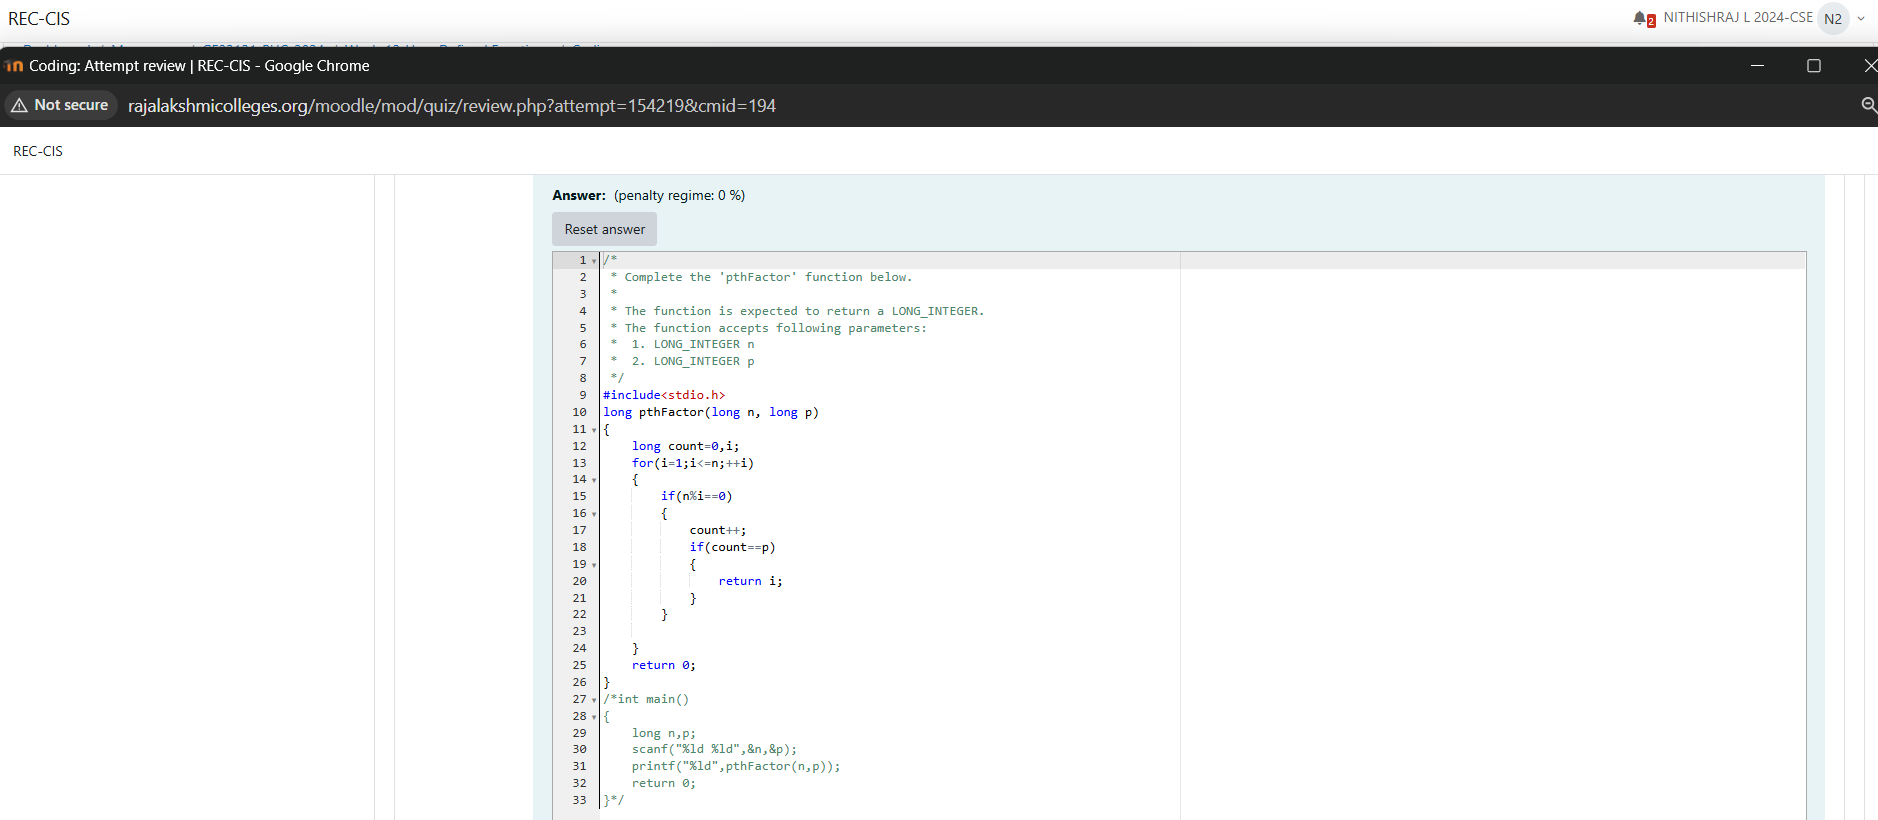 REC-CIS
2 NITHISHRAJ L 2024-CSE N2
Coding: Attempt review | REC-CIS - Google Chrome
Not secure rajalakshmicolleges.org/moodle/mod/quiz/review.php?attempt=154219&cmid=194
REC-CIS
Answer: (penalty regime: 0 %)
Reset answer
1 /*
2  * Complete the 'pthFactor' function below.
3  *
4  * The function is expected to return a LONG_INTEGER.
5  * The function accepts following parameters:
6  *  1. LONG_INTEGER n
7  *  2. LONG_INTEGER p
8  */
9 #include<stdio.h>
10 long pthFactor(long n, long p)
11 {
12     long count=0,i;
13     for(i=1;i<=n;++i)
14     {
15         if(n%i==0)
16         {
17             count++;
18             if(count==p)
19             {
20                 return i;
21             }
22         }
23
24     }
25     return 0;
26 }
27 /*int main()
28 {
29     long n,p;
30     scanf("%ld %ld",&n,&p);
31     printf("%ld",pthFactor(n,p));
32     return 0;
33 }*/